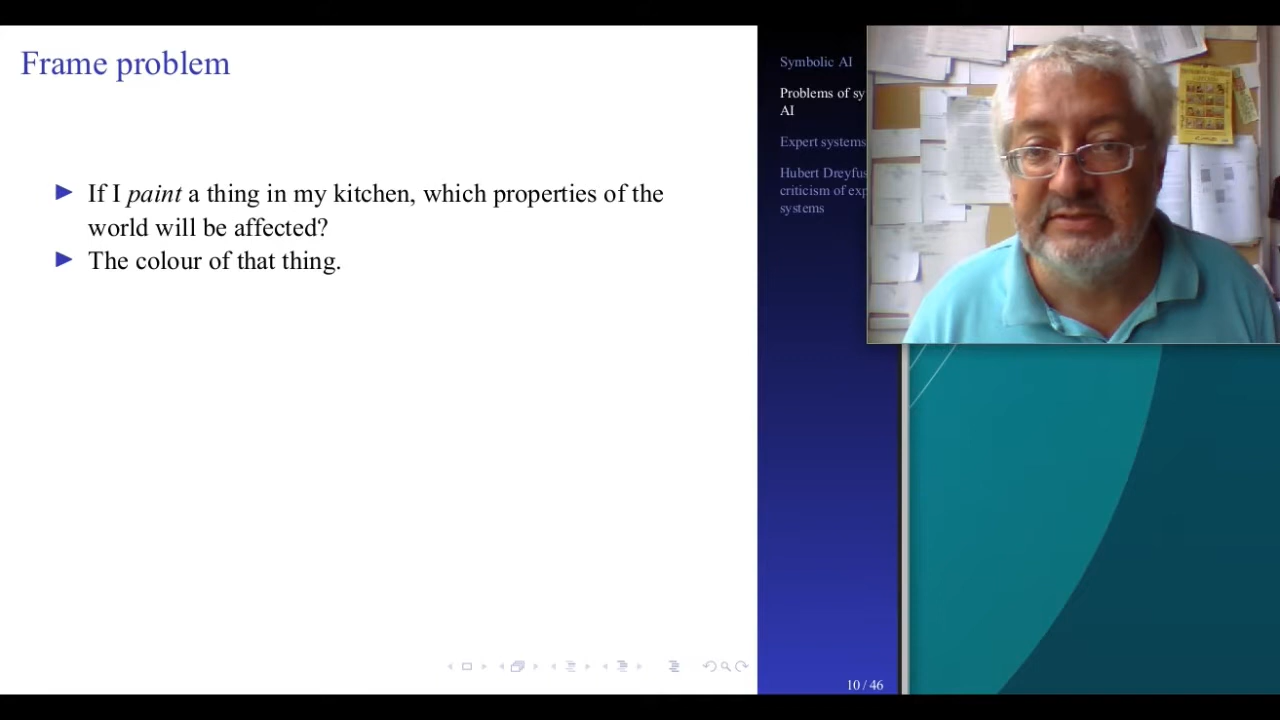 Frame problem
▶ If I paint a thing in my kitchen, which properties of the
world will be affected?
▶ The colour of that thing.
Symbolic AI
Problems of sy
AI
Expert systems
Hubert Dreyfus
criticism of exp
systems
10 / 46